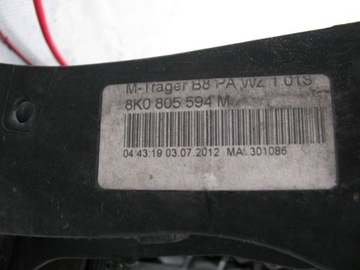 M-Träger B8 PA WZ 1 01S
8K0 805 594 M
04:43:19 03.07.2012 MA: 301086